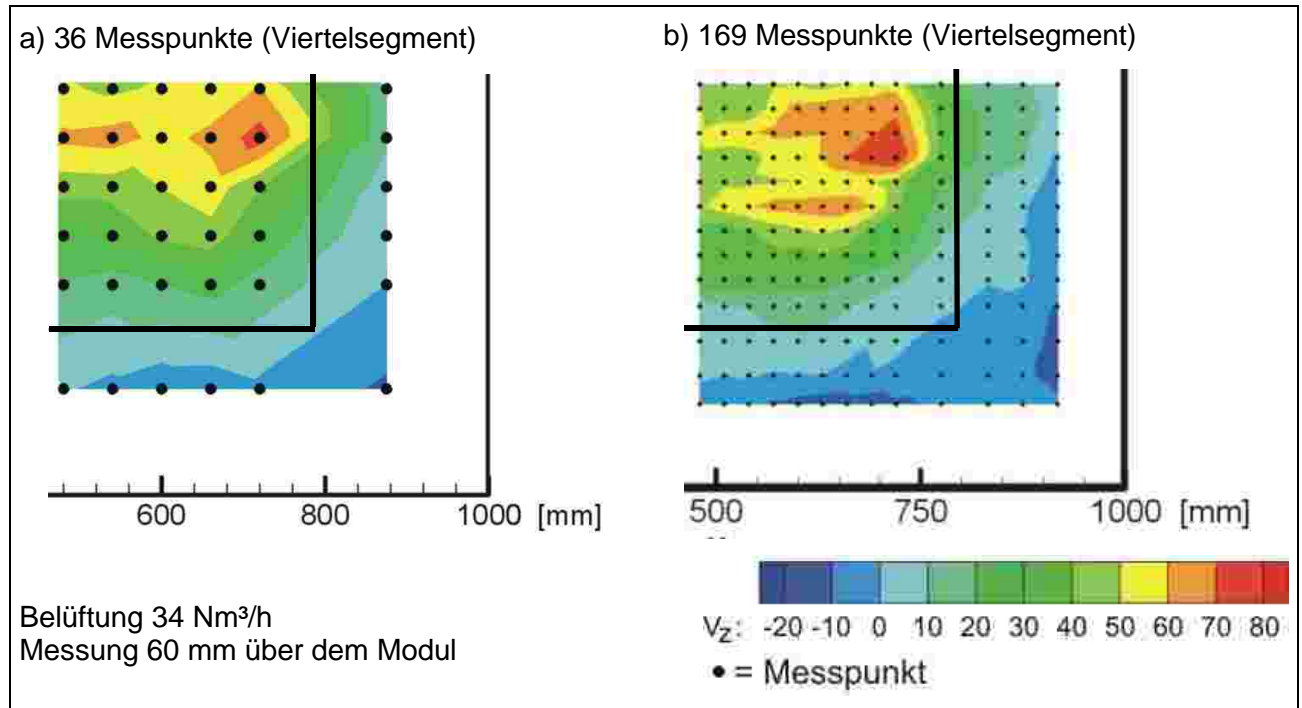 a) 36 Messpunkte (Viertelsegment)
b) 169 Messpunkte (Viertelsegment)
600 800 1000 [mm]
500 750 1000 [mm]
Belüftung 34 Nm³/h
Messung 60 mm über dem Modul
Vz: -20 -10 0 10 20 30 40 50 60 70 80
• = Messpunkt